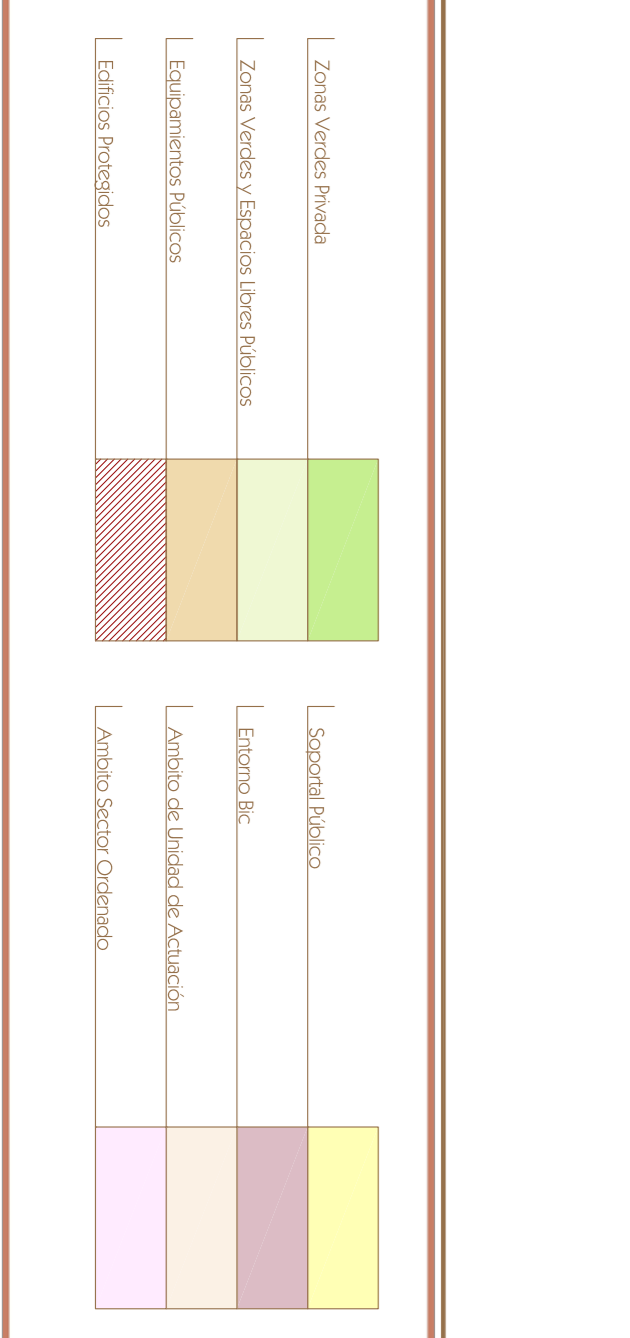 Zonas Verdes Privada
Zonas Verdes y Espacios Libres Públicos
Equipamientos Públicos
Edificios Protegidos
Soportal Público
Entorno Bic
Ambito de Unidad de Actuación
Ambito Sector Ordenado